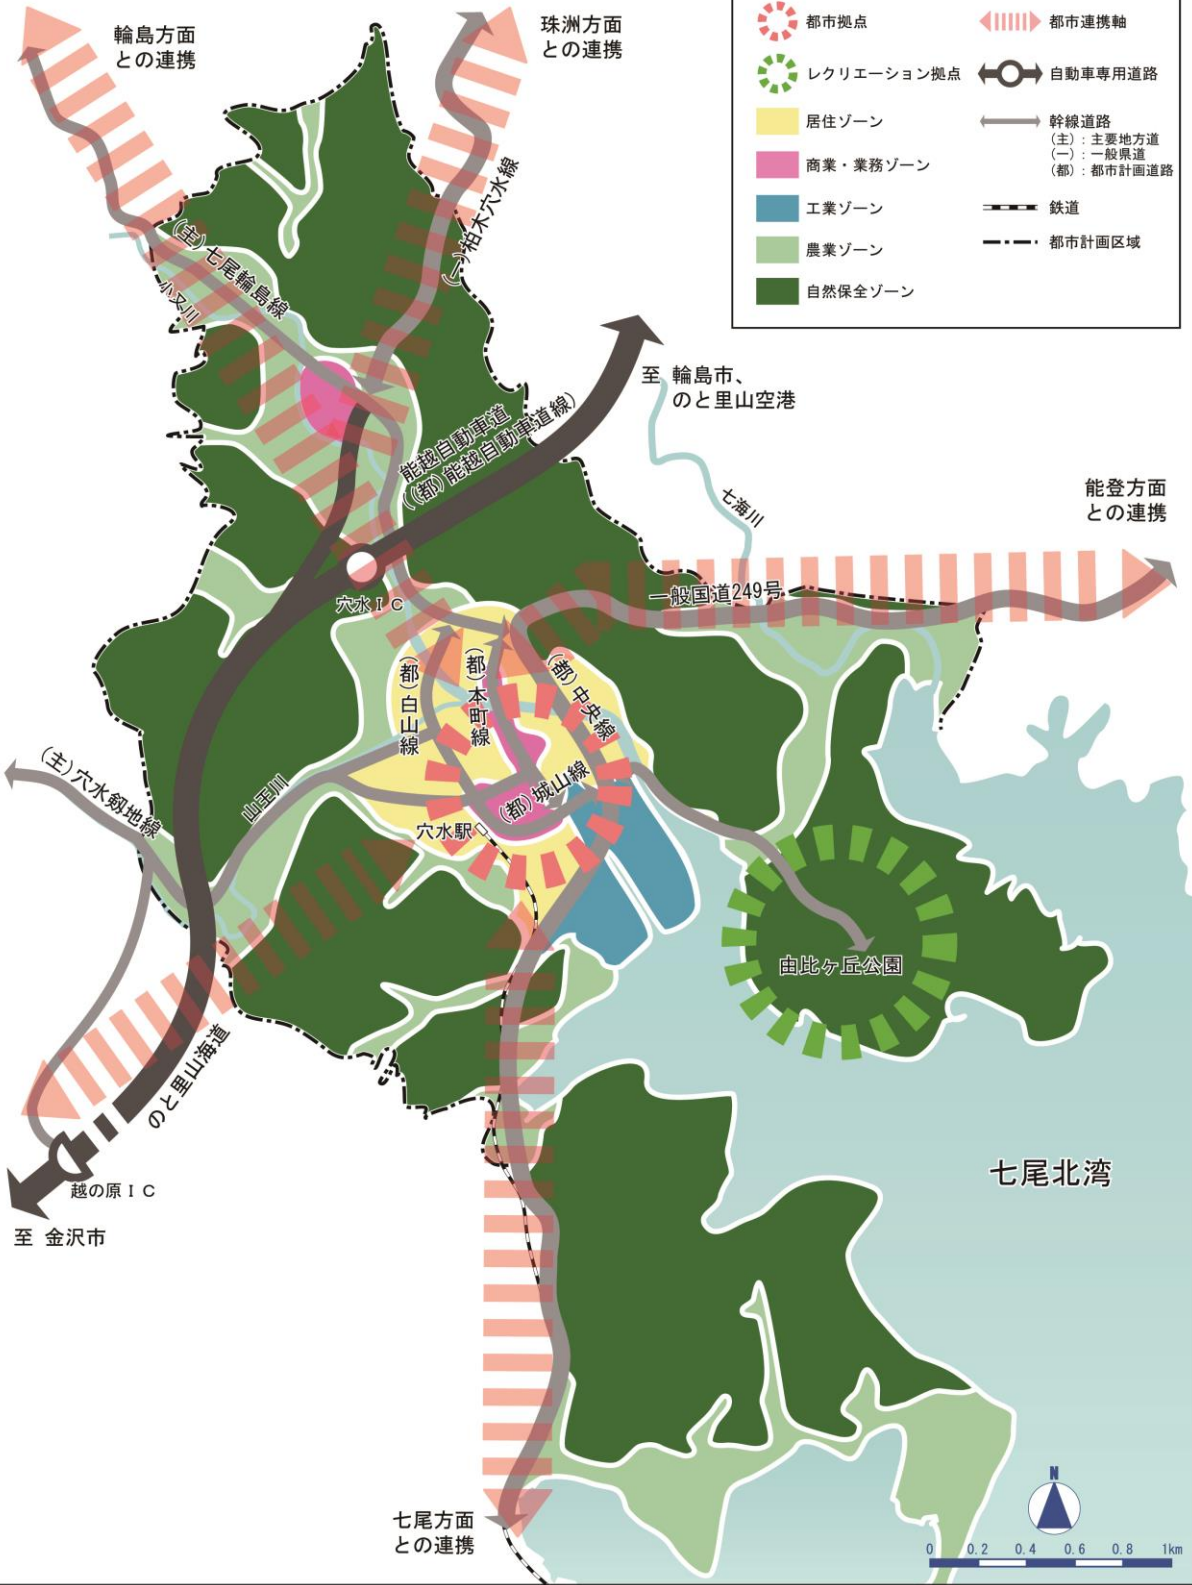 輪島方面
との連携
珠洲方面
との連携
都市拠点
都市連携軸
レクリエーション拠点
自動車専用道路
居住ゾーン
幹線道路
(主)：主要地方道
(一)：一般県道
(都)：都市計画道路
商業・業務ゾーン
工業ゾーン
鉄道
農業ゾーン
都市計画区域
自然保全ゾーン
(一)柏木穴水線
(主)七尾輪島線
小又川
至 輪島市、
のと里山空港
能越自動車道
((都)能越自動車道線)
七海川
能登方面
との連携
一般国道249号
穴水ＩＣ
(都)白山線
(都)本町線
(都)中央線
(主)穴水剱地線
山王川
(都)城山線
穴水駅
由比ヶ丘公園
のと里山海道
七尾北湾
越の原ＩＣ
至 金沢市
七尾方面
との連携
N
0 0.2 0.4 0.6 0.8 1km